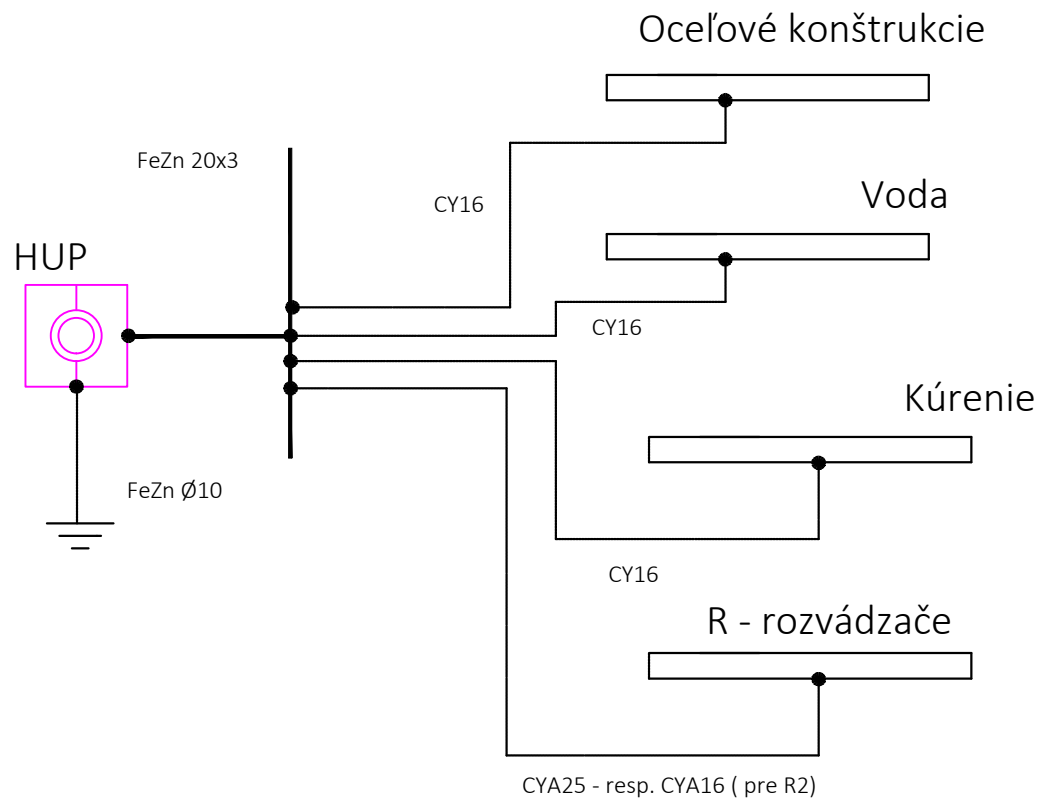 Oceľové konštrukcie
FeZn 20x3
CY16
Voda
HUP
CY16
Kúrenie
FeZn Ø10
CY16
R - rozvádzače
CYA25 - resp. CYA16 ( pre R2)